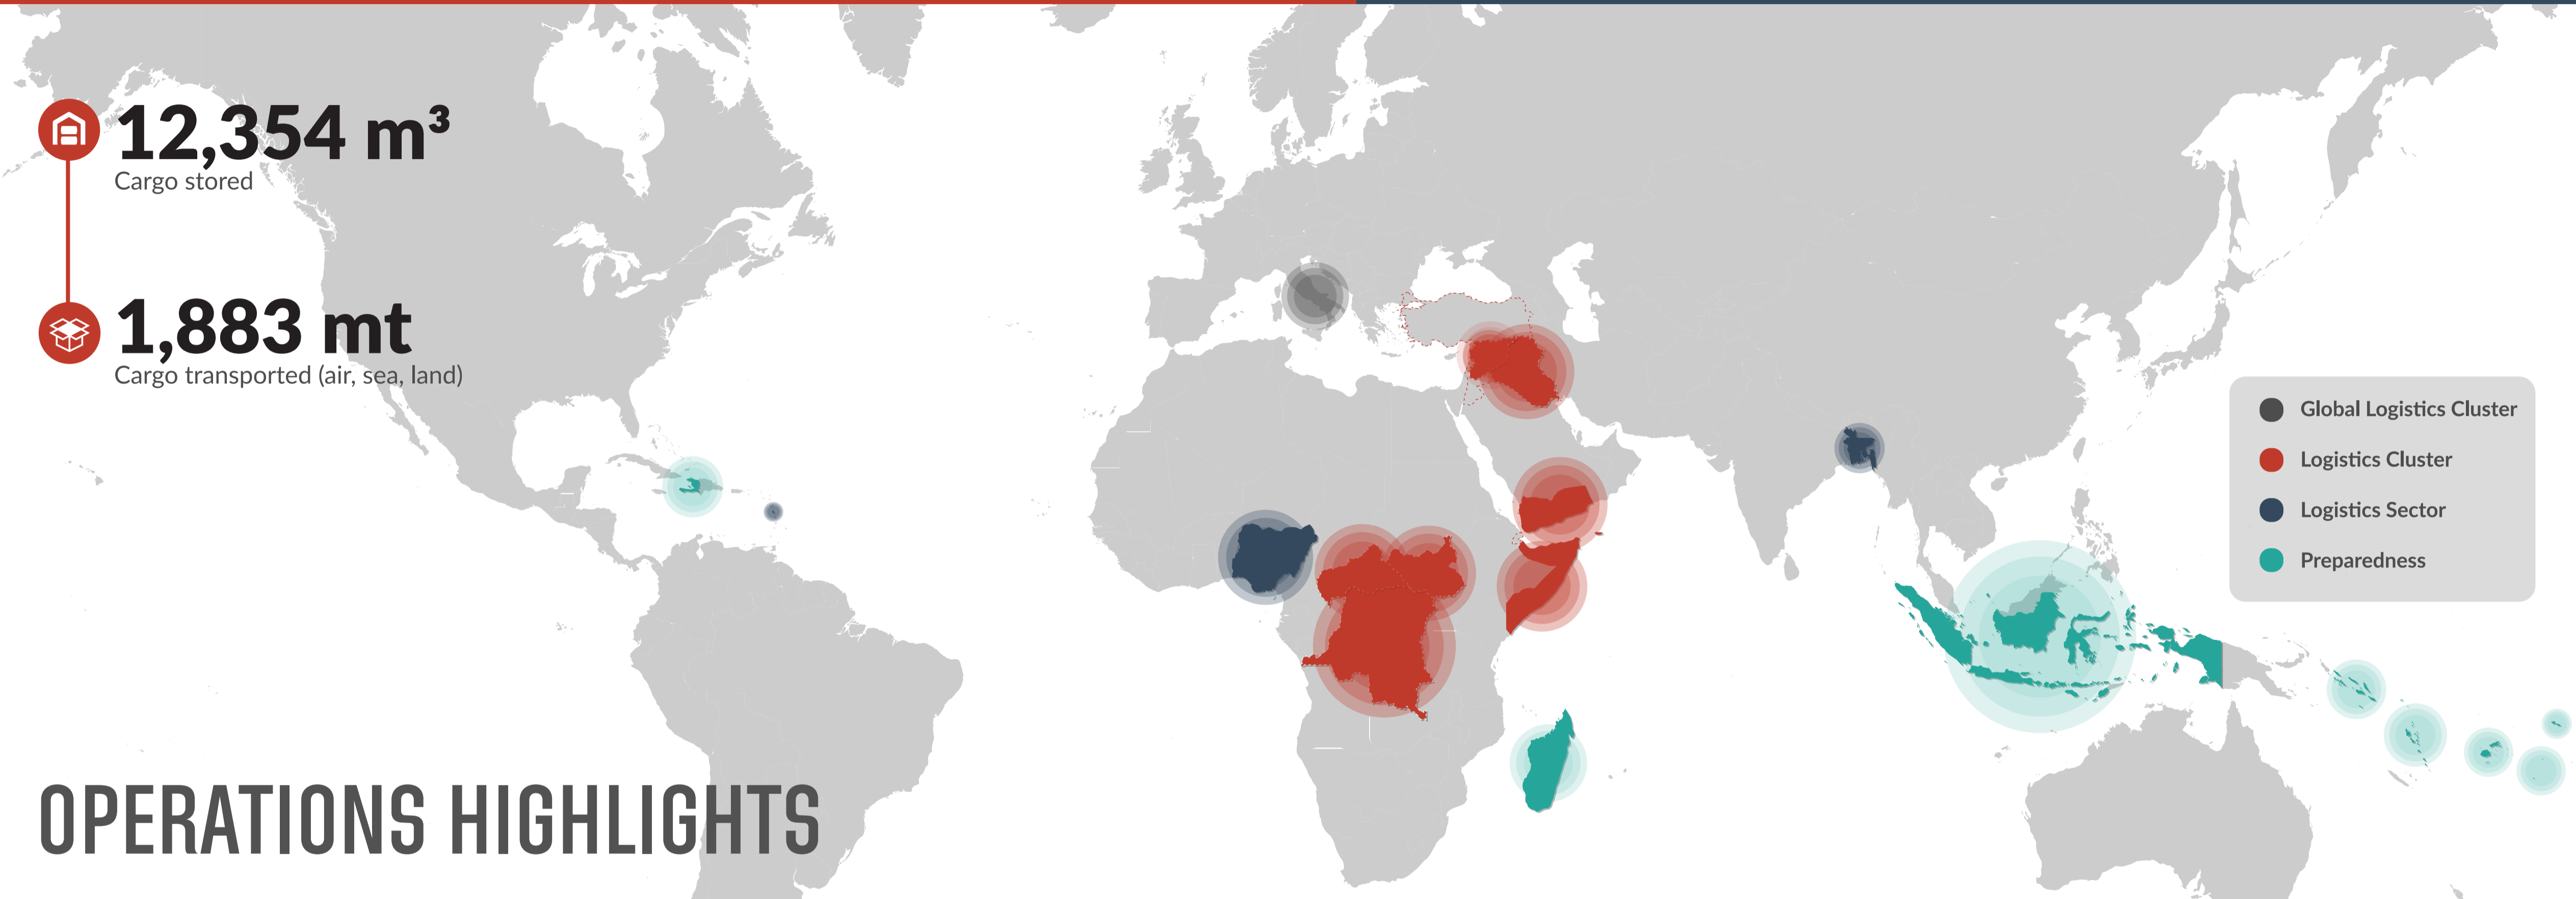 12,354 m³
Cargo stored
1,883 mt
Cargo transported (air, sea, land)
Global Logistics Cluster
Logistics Cluster
Logistics Sector
Preparedness
OPERATIONS HIGHLIGHTS